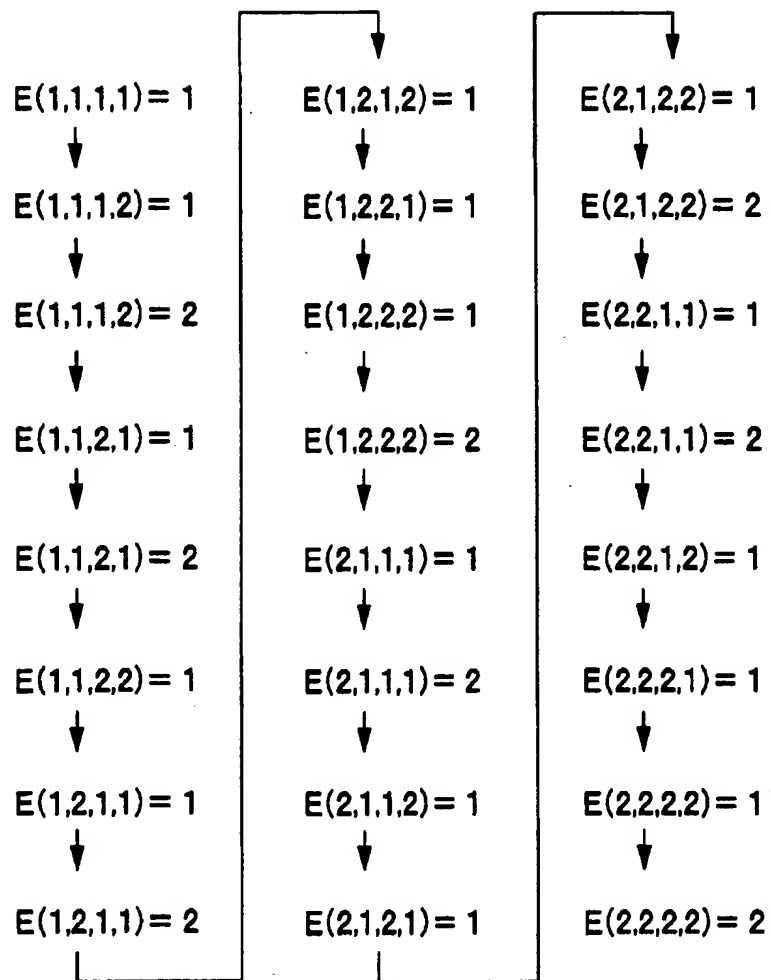 E(1,1,1,1) = 1
E(1,1,1,2) = 1
E(1,1,1,2) = 2
E(1,1,2,1) = 1
E(1,1,2,1) = 2
E(1,1,2,2) = 1
E(1,2,1,1) = 1
E(1,2,1,1) = 2
E(1,2,1,2) = 1
E(1,2,2,1) = 1
E(1,2,2,2) = 1
E(1,2,2,2) = 2
E(2,1,1,1) = 1
E(2,1,1,1) = 2
E(2,1,1,2) = 1
E(2,1,2,1) = 1
E(2,1,2,2) = 1
E(2,1,2,2) = 2
E(2,2,1,1) = 1
E(2,2,1,1) = 2
E(2,2,1,2) = 1
E(2,2,2,1) = 1
E(2,2,2,2) = 1
E(2,2,2,2) = 2